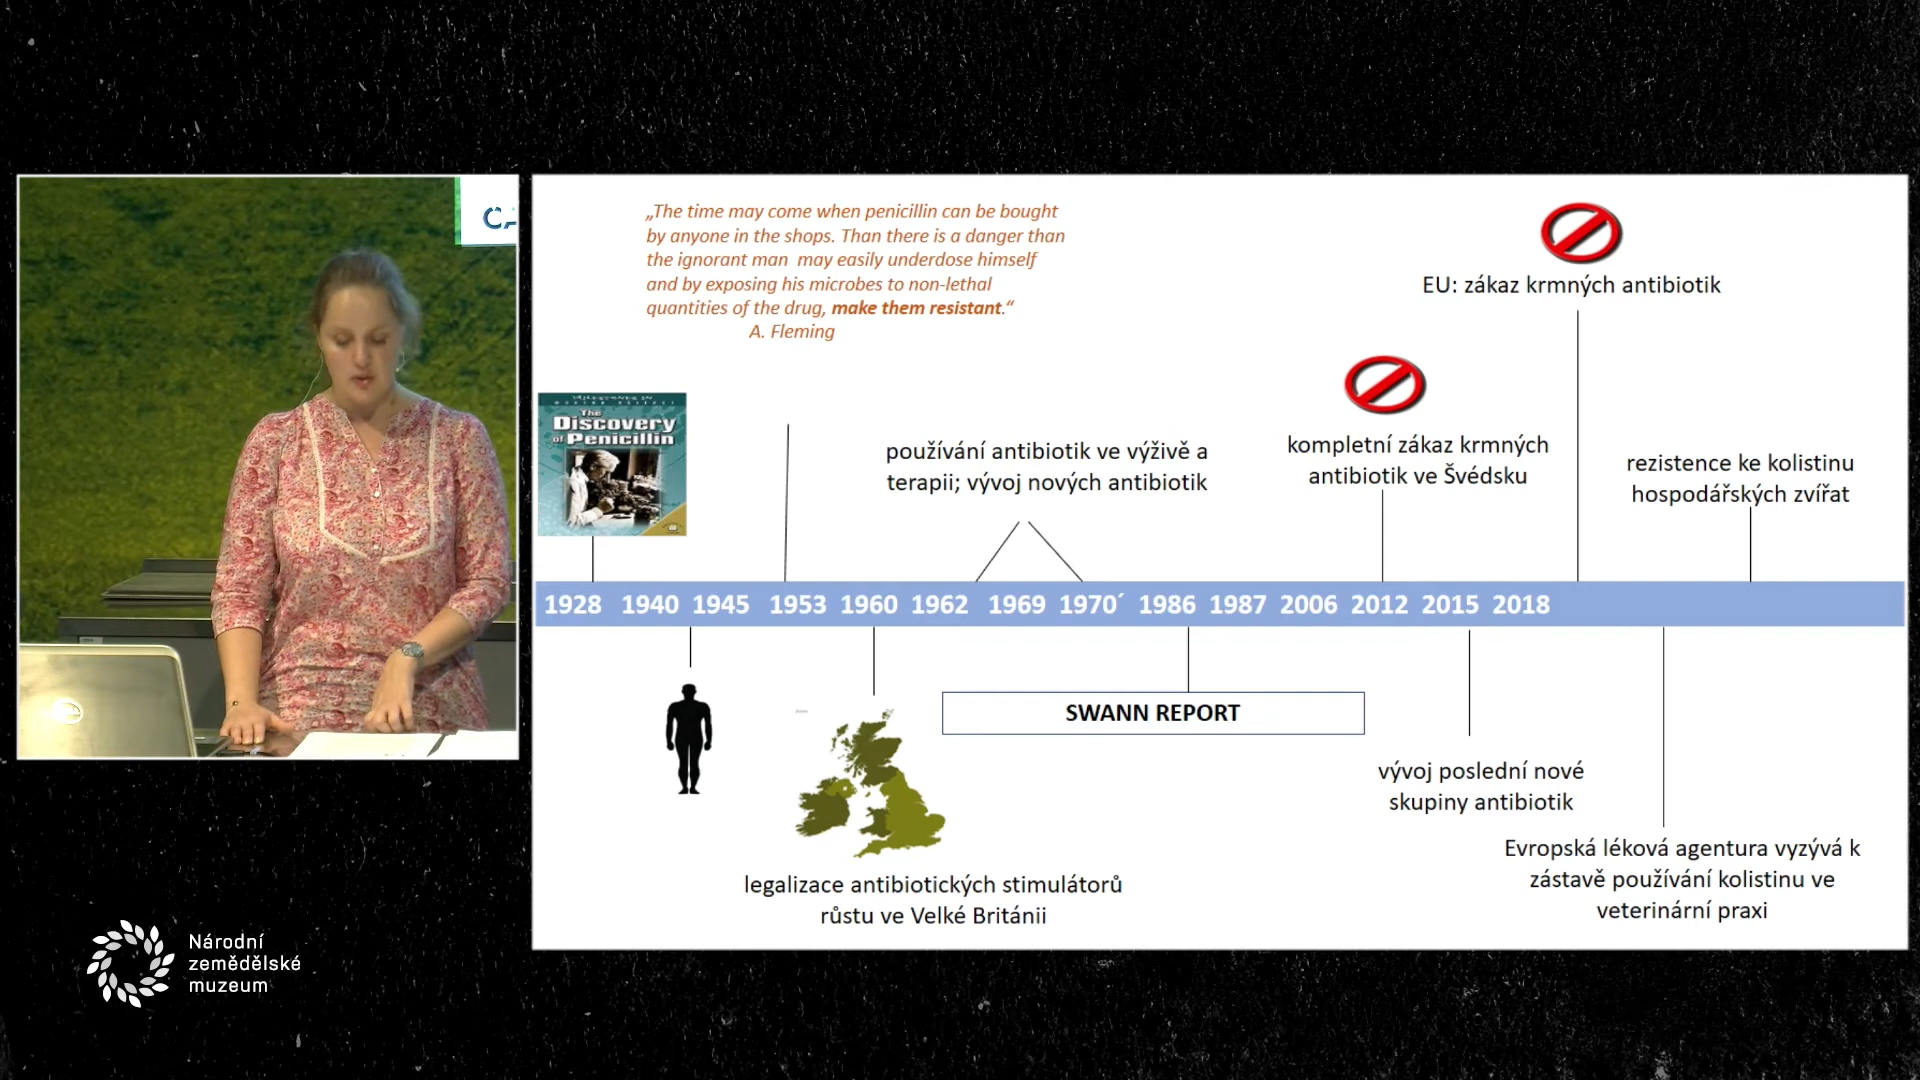 „The time may come when penicillin can be bought
by anyone in the shops. Than there is a danger than
the ignorant man may easily underdose himself
and by exposing his microbes to non-lethal
quantities of the drug, make them resistant.“
A. Fleming
EU: zákaz krmných antibiotik
The
Discovery
of Penicillin
používání antibiotik ve výživě a
terapii; vývoj nových antibiotik
kompletní zákaz krmných
antibiotik ve Švédsku
rezistence ke kolistinu
hospodářských zvířat
1928 1940 1945 1953 1960 1962 1969 1970´ 1986 1987 2006 2012 2015 2018
SWANN REPORT
legalizace antibiotických stimulátorů
růstu ve Velké Británii
vývoj poslední nové
skupiny antibiotik
Evropská léková agentura vyzývá k
zástavě používání kolistinu ve
veterinární praxi
Národní
zemědělské
muzeum